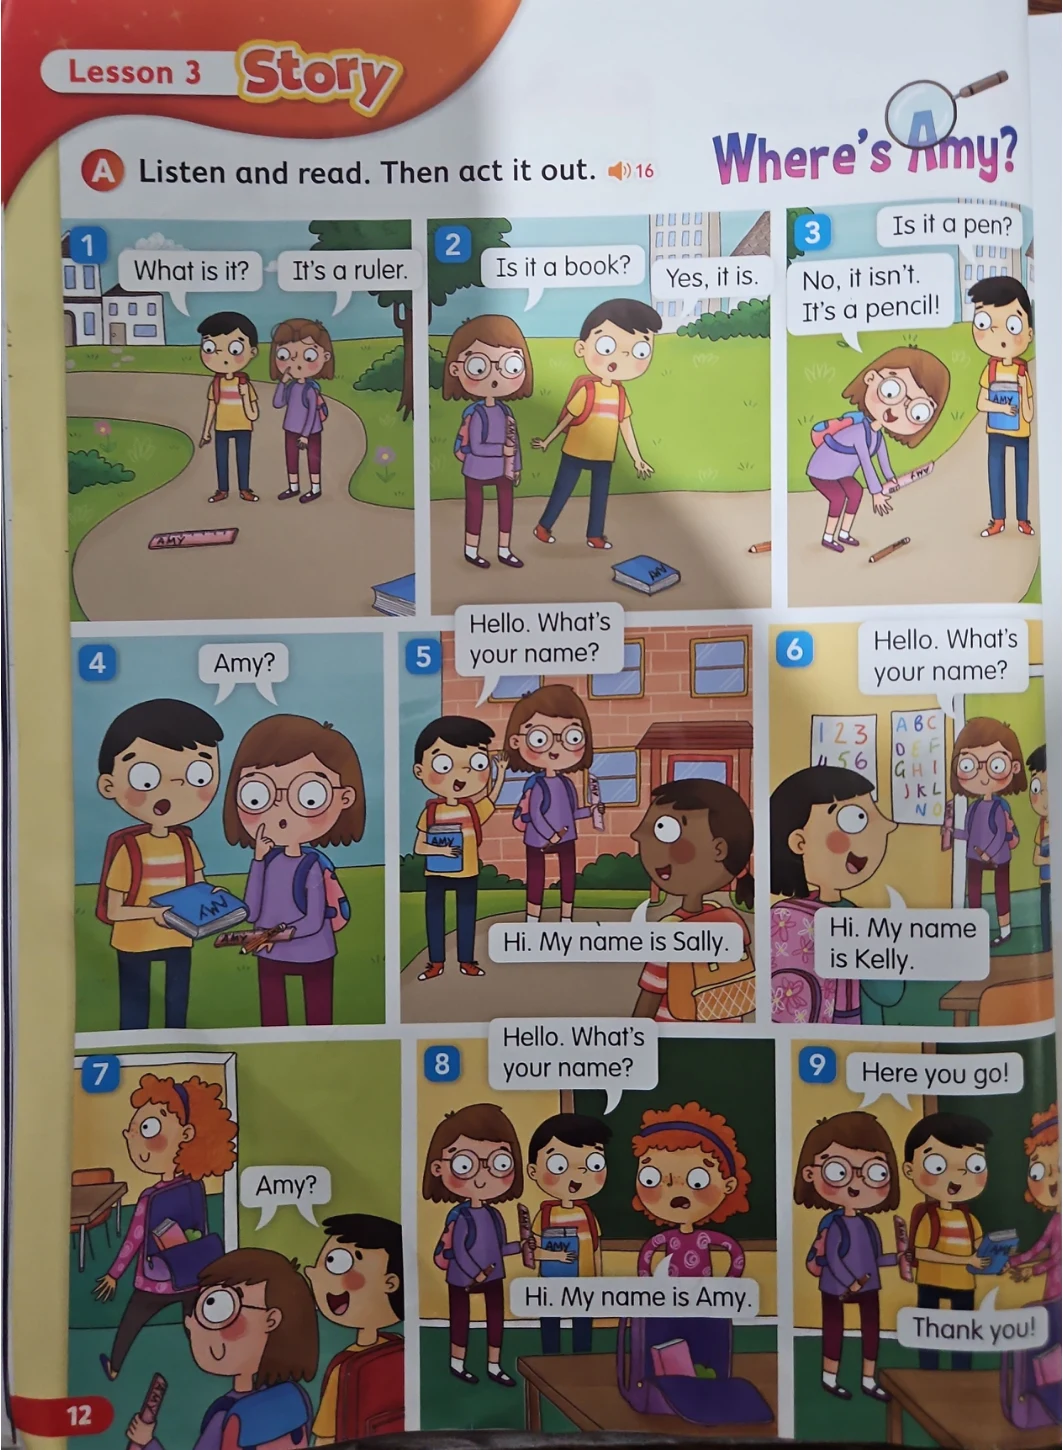 Lesson 3
Story
A Listen and read. Then act it out. 16
Where's Amy?
1
What is it?
It's a ruler.
AMY
2
Is it a book?
Yes, it is.
AMY
3
Is it a pen?
No, it isn't.
It's a pencil!
AMY
AMY
4
Amy?
AMY
AMY
5
Hello. What's
your name?
AMY
AMY
Hi. My name is Sally.
6
Hello. What's
your name?
1 2 3
4 5 6
A B C
D E F
G H I
J K L
N O
Hi. My name
is Kelly.
7
Amy?
AMY
8
Hello. What's
your name?
AMY
Hi. My name is Amy.
9
Here you go!
AMY
Thank you!
12